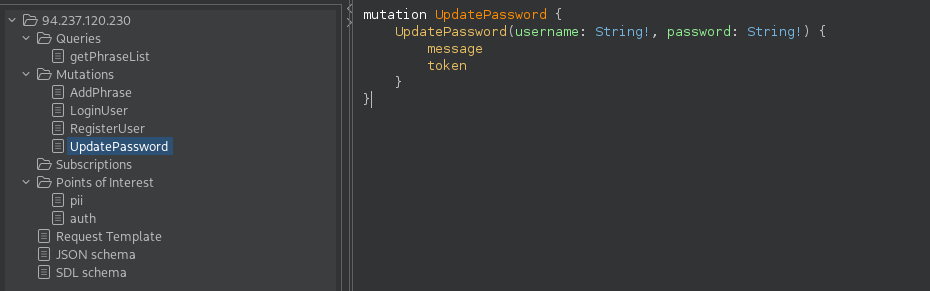 94.237.120.230
Queries
getPhraseList
Mutations
AddPhrase
LoginUser
RegisterUser
UpdatePassword
Subscriptions
Points of Interest
pii
auth
Request Template
JSON schema
SDL schema
mutation UpdatePassword {
    UpdatePassword(username: String!, password: String!) {
        message
        token
    }
}